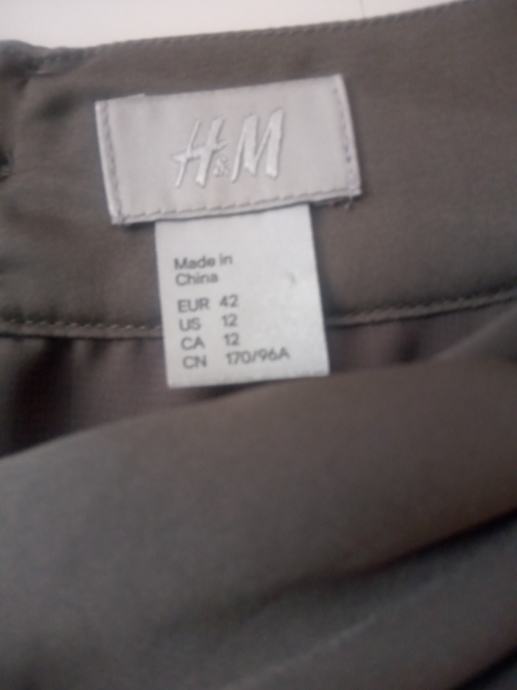 H&M
Made in
China
EUR 42
US 12
CA 12
CN 170/96A